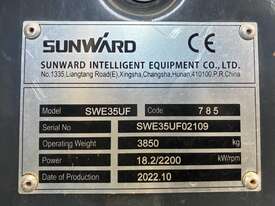 SUNWARD CE
SUNWARD INTELLIGENT EQUIPMENT CO., LTD.
No.1335, Liangtang Road(E),Xingsha,Changsha,Hunan,410100,P.R.China
Model SWE35UF Code 785
Serial NO SWE35UF02109
Operating Weight 3850 kg
Power 18.2/2200 kW/rpm
Date of Production 2022.10